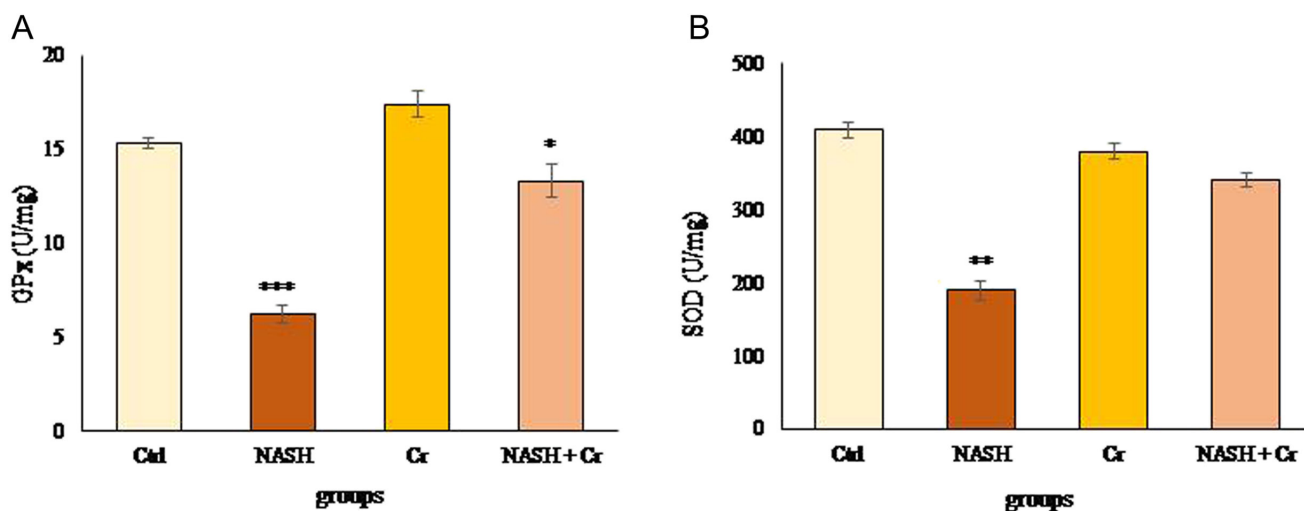 A
GPx (U/mg)
20
15
10
5
0
***
*
Ctrl NASH Cr NASH + Cr
groups
B
SOD (U/mg)
500
400
300
200
100
0
**
Ctrl NASH Cr NASH + Cr
groups